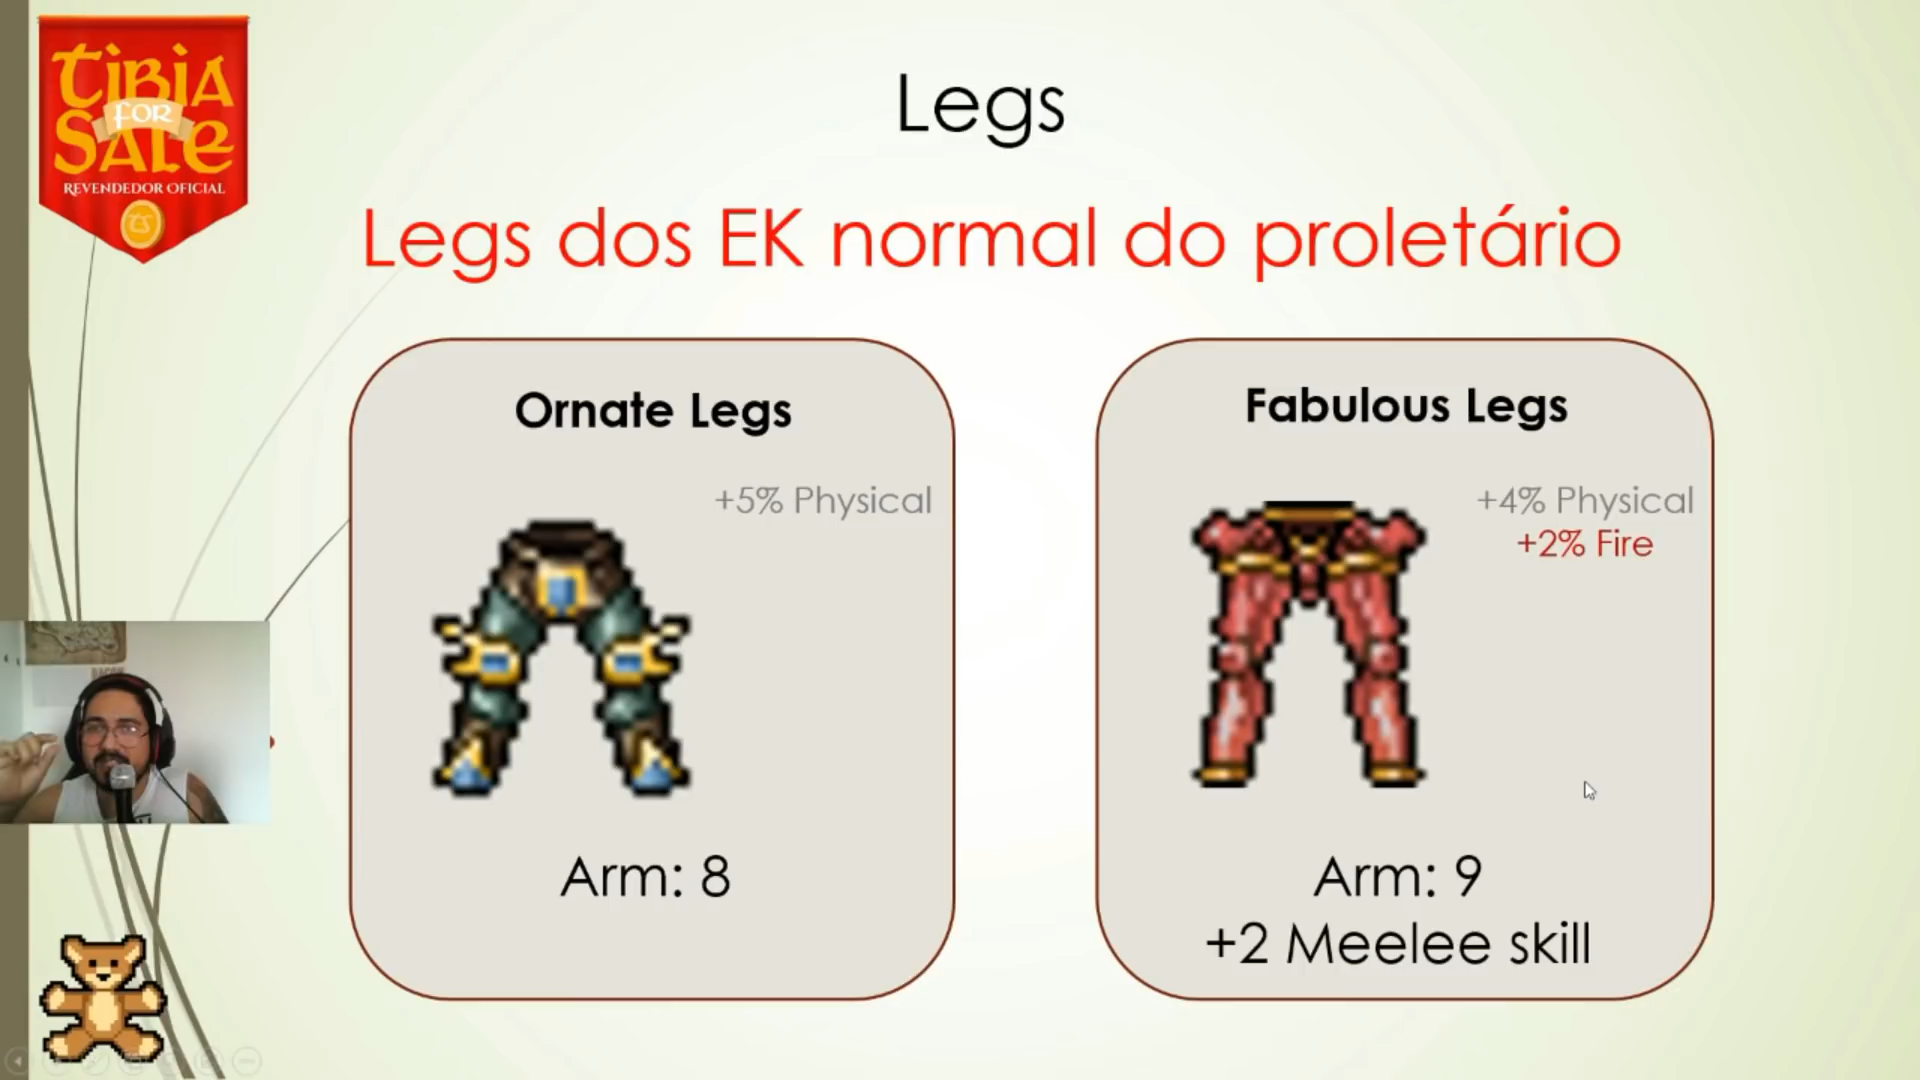 TIBIA
FOR
SALE
REVENDEDOR OFICIAL
Legs
Legs dos EK normal do proletário
Ornate Legs
+5% Physical
Arm: 8
Fabulous Legs
+4% Physical
+2% Fire
Arm: 9
+2 Meelee skill